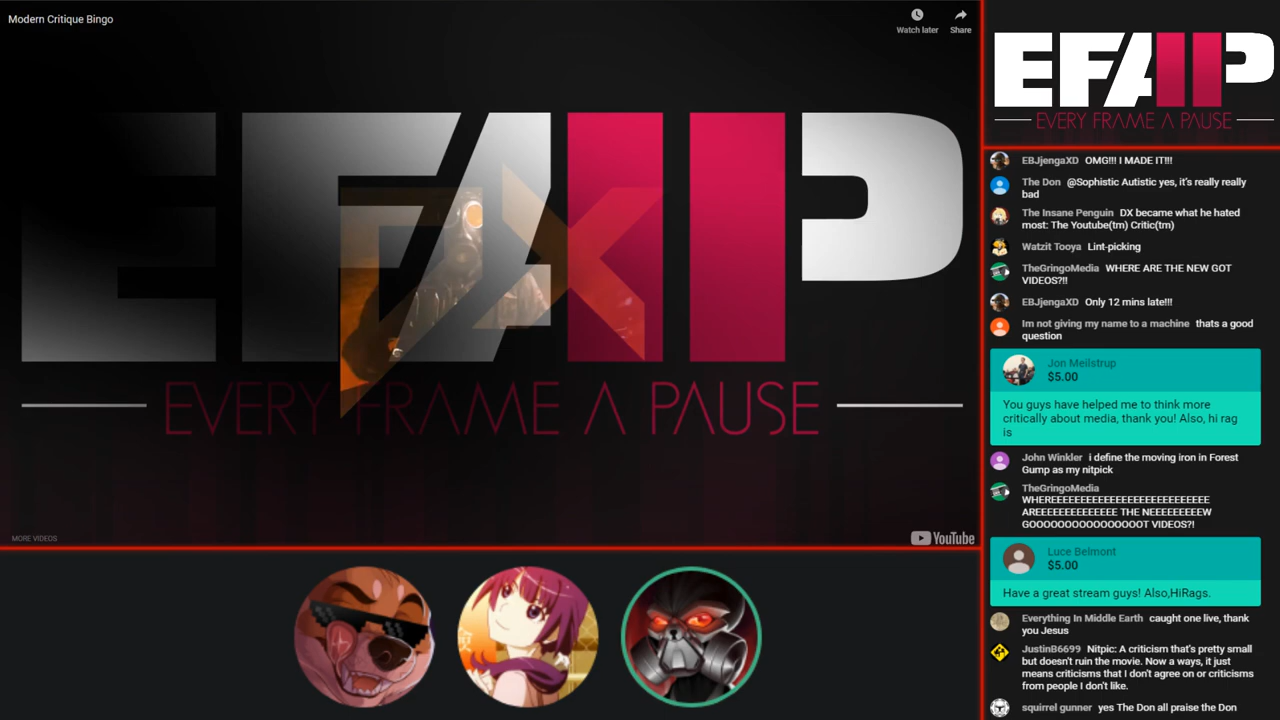 Modern Critique Bingo
Watch later
Share
EFAP
EVERY FRAME A PAUSE
MORE VIDEOS
YouTube
EFAP
EVERY FRAME A PAUSE
EBJjengaXD OMG!!! I MADE IT!!!
The Don @Sophistic Autistic yes, it's really really
bad
The Insane Penguin DX became what he hated
most: The Youtube(tm) Critic(tm)
Watzit Tooya Lint-picking
TheGringoMedia WHERE ARE THE NEW GOT
VIDEOS?!!
EBJjengaXD Only 12 mins late!!!
Im not giving my name to a machine thats a good
question
Jon Meilstrup
$5.00
You guys have helped me to think more
critically about media, thank you! Also, hi rag
is
John Winkler i define the moving iron in Forest
Gump as my nitpick
TheGringoMedia
WHEREEEEEEEEEEEEEEEEEEEEEEEEEEE
AREEEEEEEEEEEEEE THE NEEEEEEEEEW
GOOOOOOOOOOOOOOOOT VIDEOS?!
Luce Belmont
$5.00
Have a great stream guys! Also,HiRags.
Everything In Middle Earth caught one live, thank
you Jesus
JustinB6699 Nitpic: A criticism that's pretty small
but doesn't ruin the movie. Now a ways, it just
means criticisms that I don't agree on or criticisms
from people I don't like.
squirrel gunner yes The Don all praise the Don